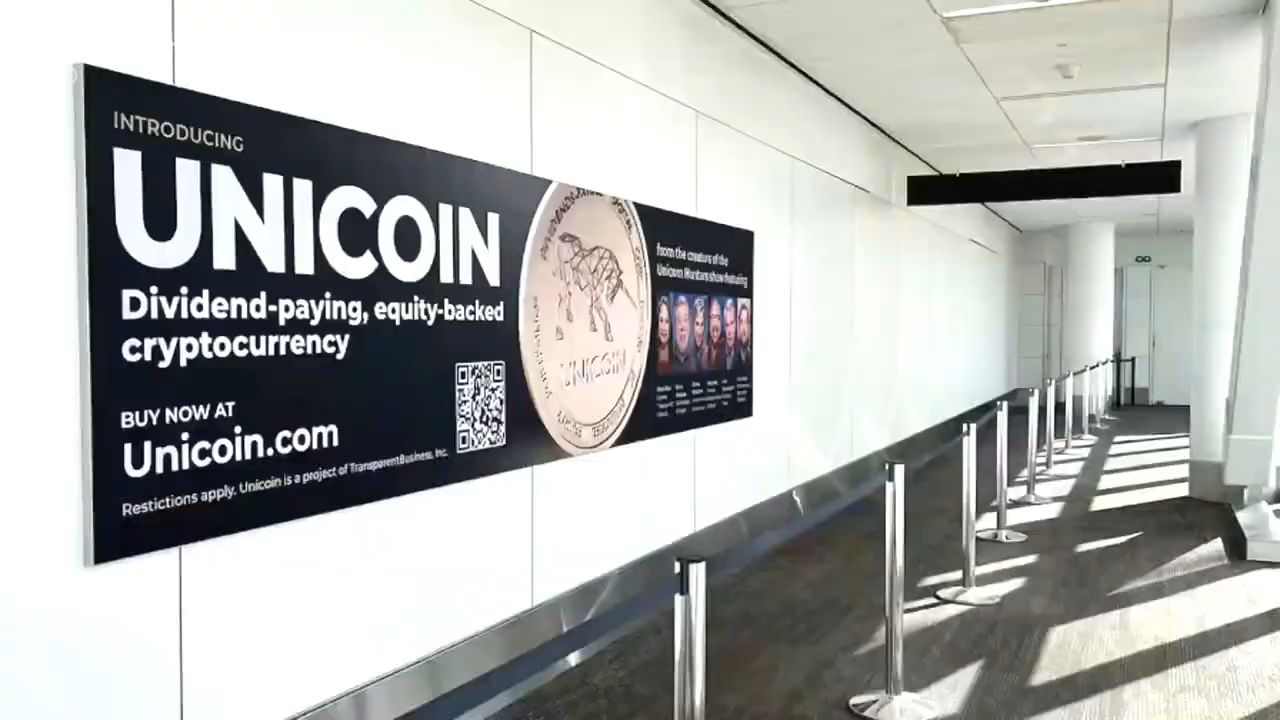 INTRODUCING
UNICOIN
Dividend-paying, equity-backed
cryptocurrency
BUY NOW AT
Unicoin.com
Restictions apply. Unicoin is a project of TransparentBusiness, Inc.
UNICOIN
from the creators of the
Unicorn Hunters show featuring